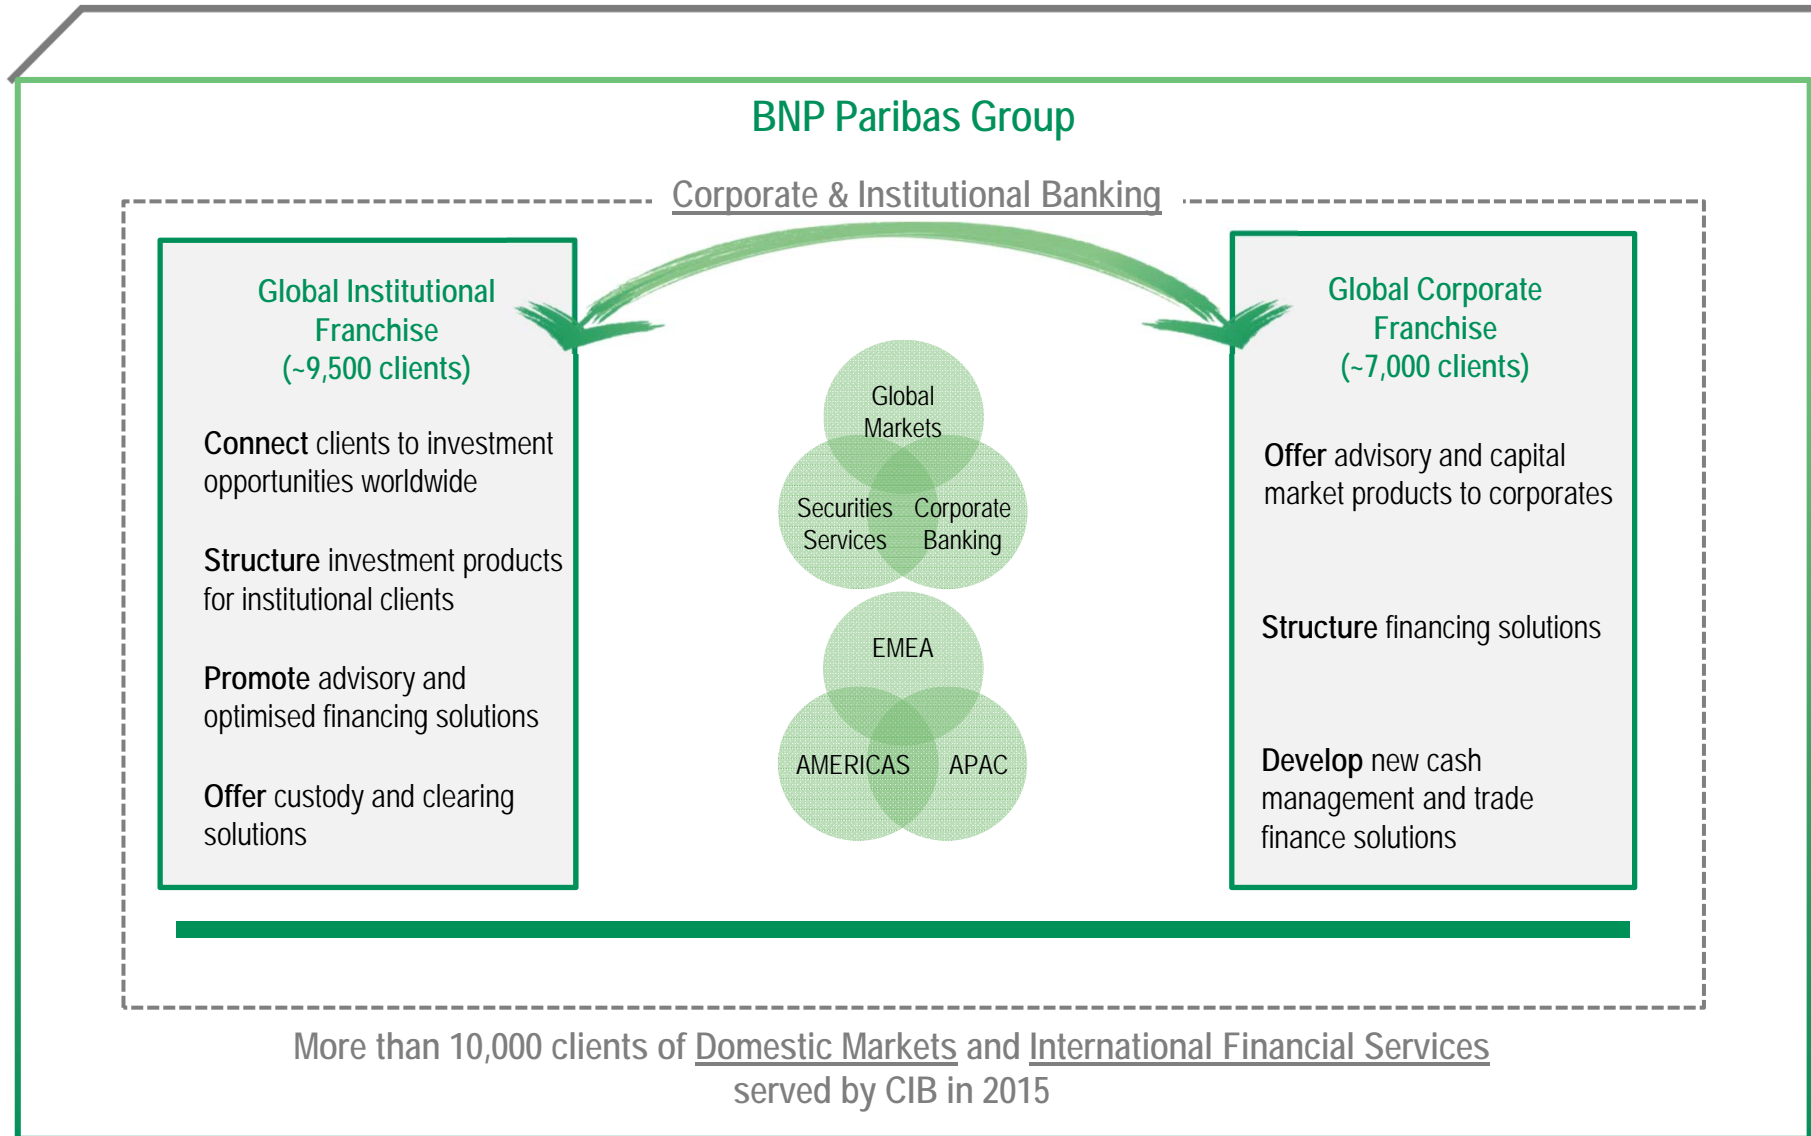 BNP Paribas Group
Corporate & Institutional Banking
Global Institutional
Franchise
(~9,500 clients)
Connect clients to investment
opportunities worldwide
Structure investment products
for institutional clients
Promote advisory and
optimised financing solutions
Offer custody and clearing
solutions
Global
Markets
Securities
Services
Corporate
Banking
EMEA
AMERICAS
APAC
Global Corporate
Franchise
(~7,000 clients)
Offer advisory and capital
market products to corporates
Structure financing solutions
Develop new cash
management and trade
finance solutions
More than 10,000 clients of Domestic Markets and International Financial Services
served by CIB in 2015